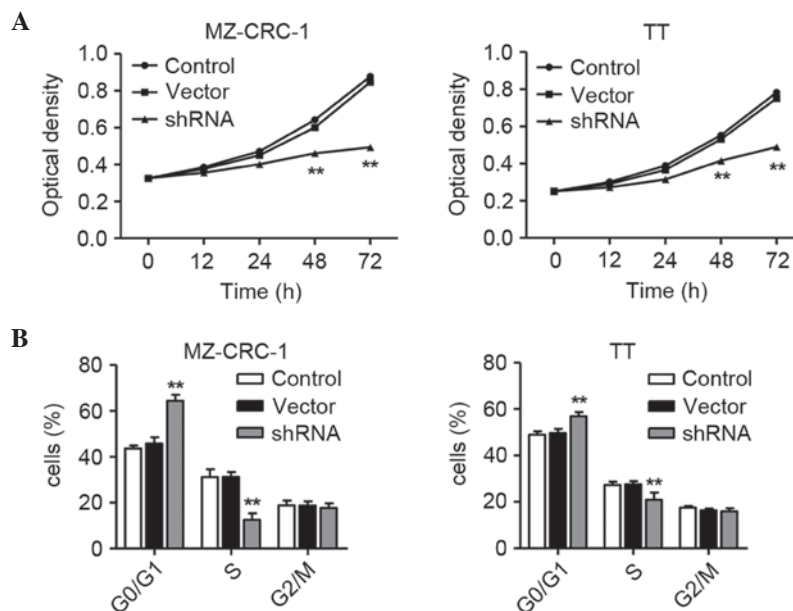 A
MZ-CRC-1
Optical density
1.0
0.8
0.6
0.4
0.2
0.0
Control
Vector
shRNA
**
**
0 12 24 48 72
Time (h)
TT
Optical density
1.0
0.8
0.6
0.4
0.2
0.0
Control
Vector
shRNA
**
**
0 12 24 48 72
Time (h)
B
MZ-CRC-1
cells (%)
80
60
40
20
0
Control
Vector
shRNA
**
**
G0/G1 S G2/M
TT
cells (%)
80
60
40
20
0
Control
Vector
shRNA
**
**
G0/G1 S G2/M